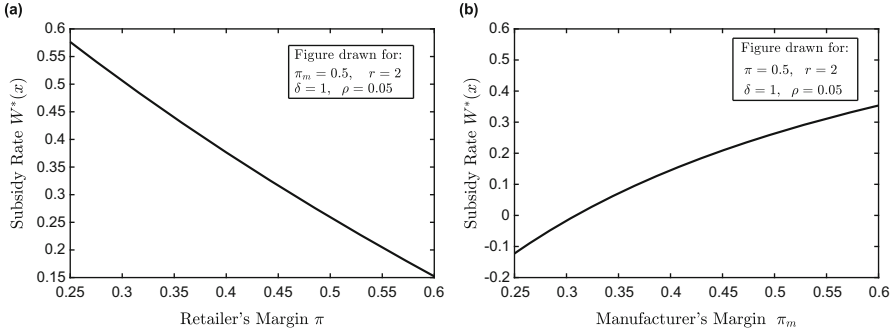 (a)
0.6
0.55
0.5
0.45
0.4
0.35
0.3
0.25
0.2
0.15
Subsidy Rate W*(x)
Figure drawn for:
πₘ = 0.5, r = 2
δ = 1, ρ = 0.05
0.25 0.3 0.35 0.4 0.45 0.5 0.55 0.6
Retailer's Margin π
(b)
0.6
0.5
0.4
0.3
0.2
0.1
0
-0.1
-0.2
Subsidy Rate W*(x)
Figure drawn for:
π = 0.5, r = 2
δ = 1, ρ = 0.05
0.25 0.3 0.35 0.4 0.45 0.5 0.55 0.6
Manufacturer's Margin πₘ